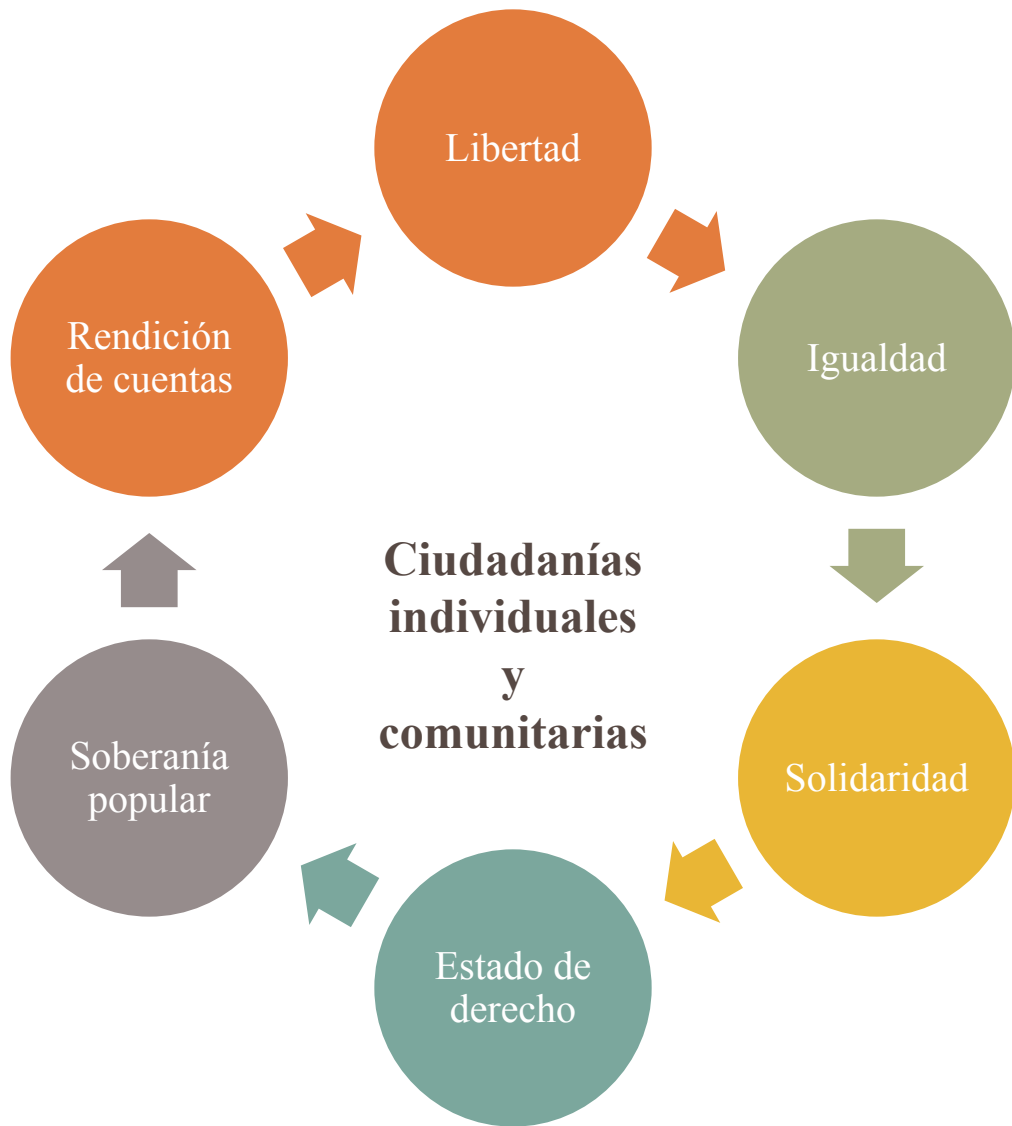 Libertad
Igualdad
Solidaridad
Estado de
derecho
Soberanía
popular
Rendición
de cuentas
Ciudadanías
individuales
y
comunitarias